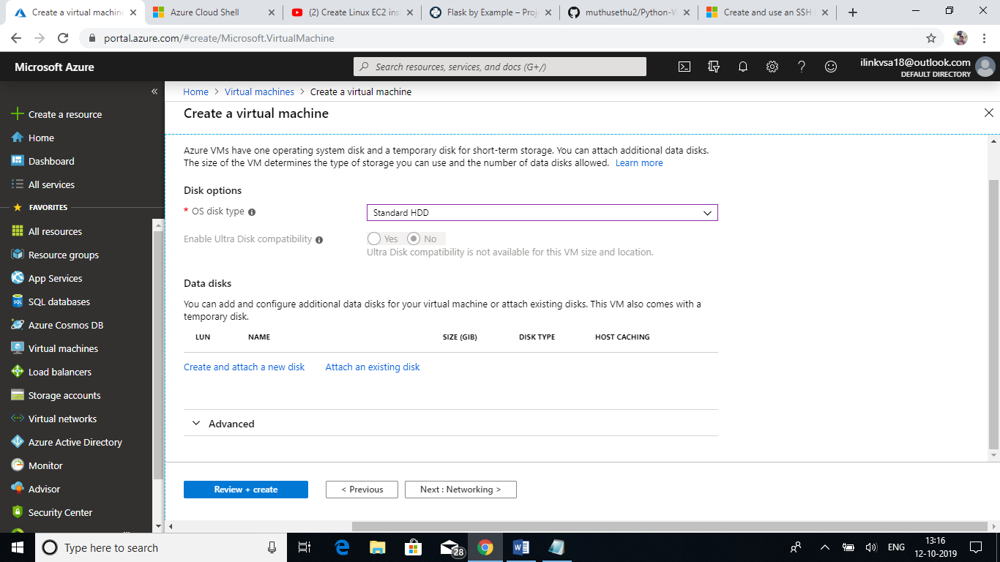 Create a virtual machine
Azure Cloud Shell
(2) Create Linux EC2 ins
Flask by Example – Proj
muthusethu2/Python-W
Create and use an SSH
portal.azure.com/#create/Microsoft.VirtualMachine
Microsoft Azure
Search resources, services, and docs (G+/)
ilinkvsa18@outlook.com
DEFAULT DIRECTORY
Create a resource
Home
Dashboard
All services
FAVORITES
All resources
Resource groups
App Services
SQL databases
Azure Cosmos DB
Virtual machines
Load balancers
Storage accounts
Virtual networks
Azure Active Directory
Monitor
Advisor
Security Center
Home > Virtual machines > Create a virtual machine
Create a virtual machine
Azure VMs have one operating system disk and a temporary disk for short-term storage. You can attach additional data disks.
The size of the VM determines the type of storage you can use and the number of data disks allowed. Learn more
Disk options
* OS disk type
Standard HDD
Enable Ultra Disk compatibility
Yes No
Ultra Disk compatibility is not available for this VM size and location.
Data disks
You can add and configure additional data disks for your virtual machine or attach existing disks. This VM also comes with a
temporary disk.
LUN NAME SIZE (GIB) DISK TYPE HOST CACHING
Create and attach a new disk Attach an existing disk
Advanced
Review + create
< Previous
Next : Networking >
Type here to search
28
ENG
13:16
12-10-2019